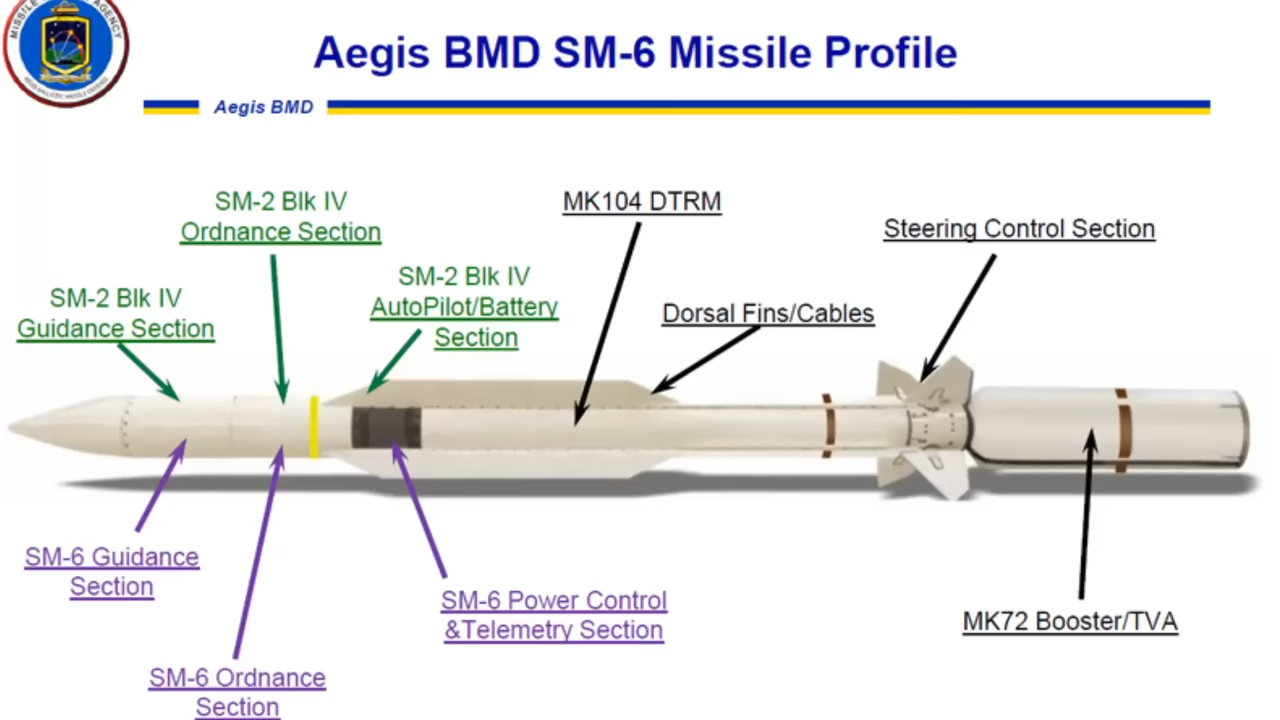 MISSILE AGENCY
Aegis BMD SM-6 Missile Profile
Aegis BMD
SM-2 Blk IV
Ordnance Section
MK104 DTRM
Steering Control Section
SM-2 Blk IV
AutoPilot/Battery
Section
SM-2 Blk IV
Guidance Section
Dorsal Fins/Cables
SM-6 Guidance
Section
SM-6 Power Control
&Telemetry Section
MK72 Booster/TVA
SM-6 Ordnance
Section